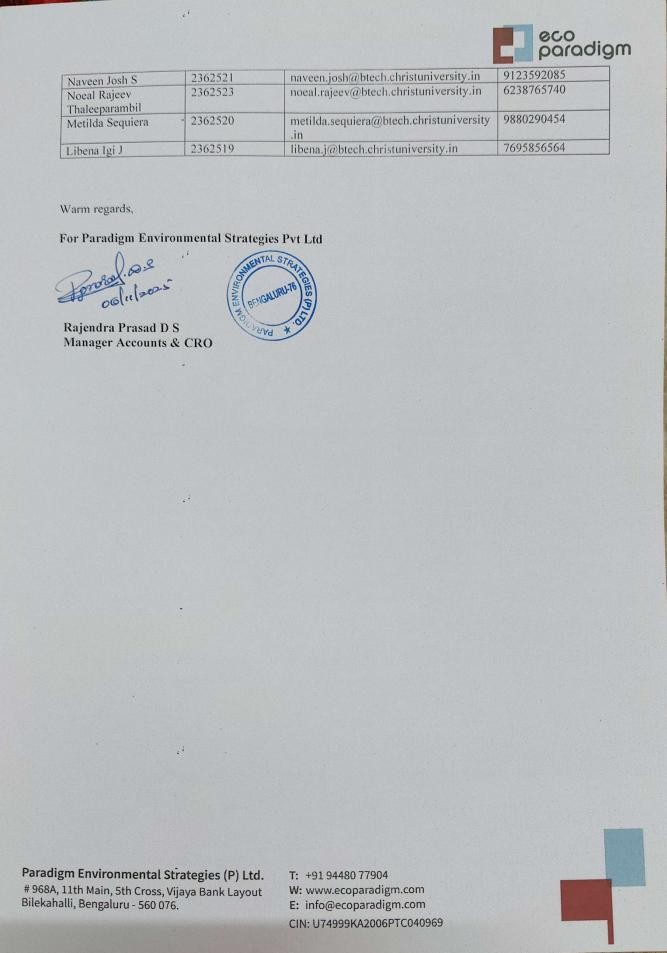 eco
paradigm
Naveen Josh S 2362521 naveen.josh@btech.christuniversity.in 9123592085
Noeal Rajeev 2362523 noeal.rajeev@btech.christuniversity.in 6238765740
Thaleeparambil
Metilda Sequiera 2362520 metilda.sequiera@btech.christuniversity 9880290454
.in
Libena Igi J 2362519 libena.j@btech.christuniversity.in 7695856564
Warm regards,
For Paradigm Environmental Strategies Pvt Ltd
06/11/2025
PARADIGM ENVIRONMENTAL STRATEGIES (P) LTD. ★
BENGALURU-76
Rajendra Prasad D S
Manager Accounts & CRO
Paradigm Environmental Strategies (P) Ltd.
# 968A, 11th Main, 5th Cross, Vijaya Bank Layout
Bilekahalli, Bengaluru - 560 076.
T: +91 94480 77904
W: www.ecoparadigm.com
E: info@ecoparadigm.com
CIN: U74999KA2006PTC040969